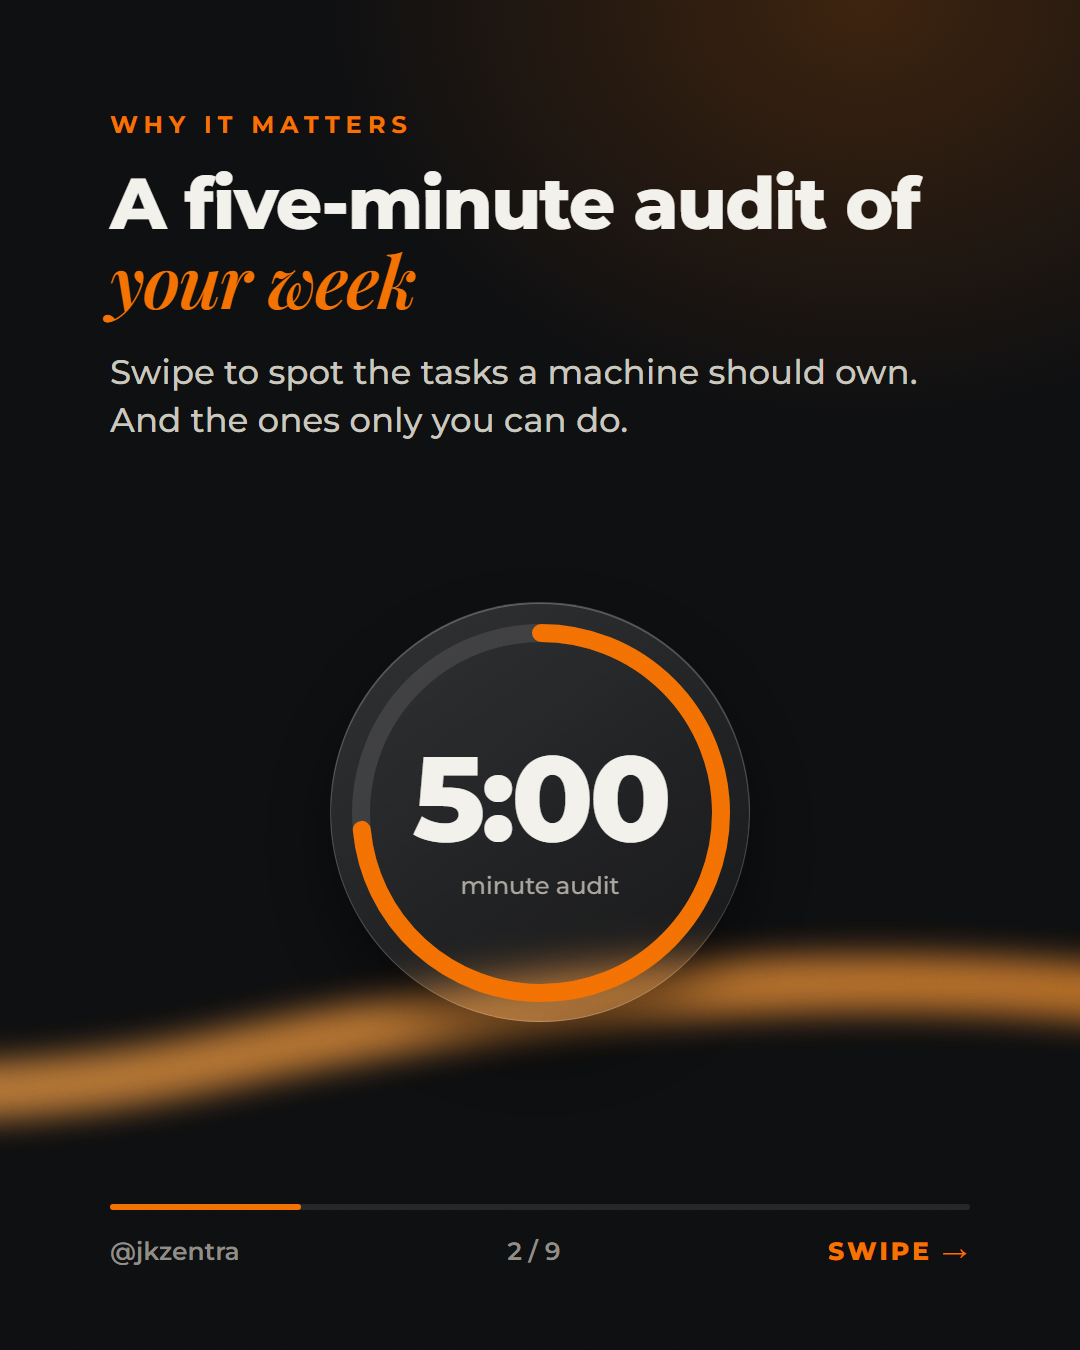 WHY IT MATTERS
A five-minute audit of
your week
Swipe to spot the tasks a machine should own.
And the ones only you can do.
5:00
minute audit
@jkzentra
2 / 9
SWIPE →